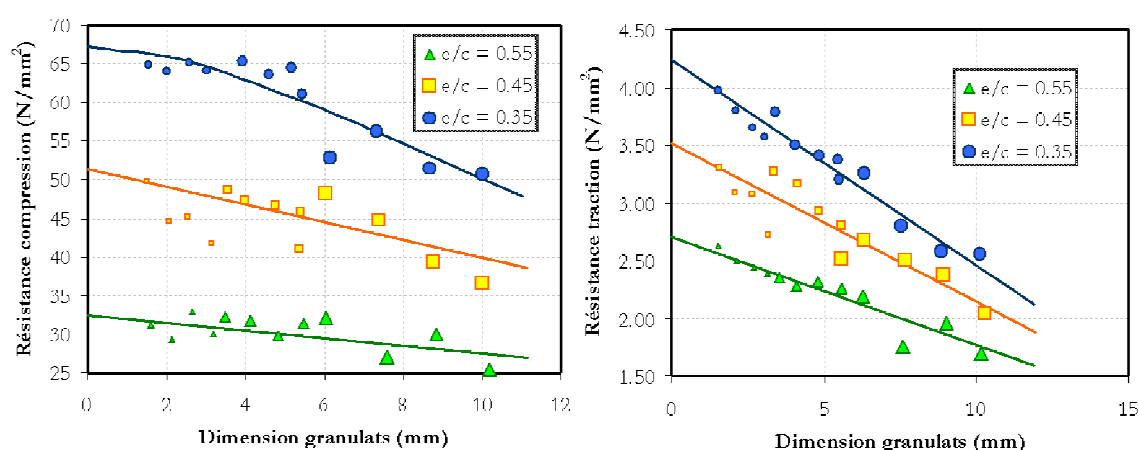 Résistance compression (N/mm²)
70
65
60
55
50
45
40
35
30
25
0
2
4
6
8
10
12
Dimension granulats (mm)
e/c = 0.55
e/c = 0.45
e/c = 0.35
Résistance traction (N/mm²)
4.50
4.00
3.50
3.00
2.50
2.00
1.50
0
5
10
15
Dimension granulats (mm)
e/c = 0.55
e/c = 0.45
e/c = 0.35